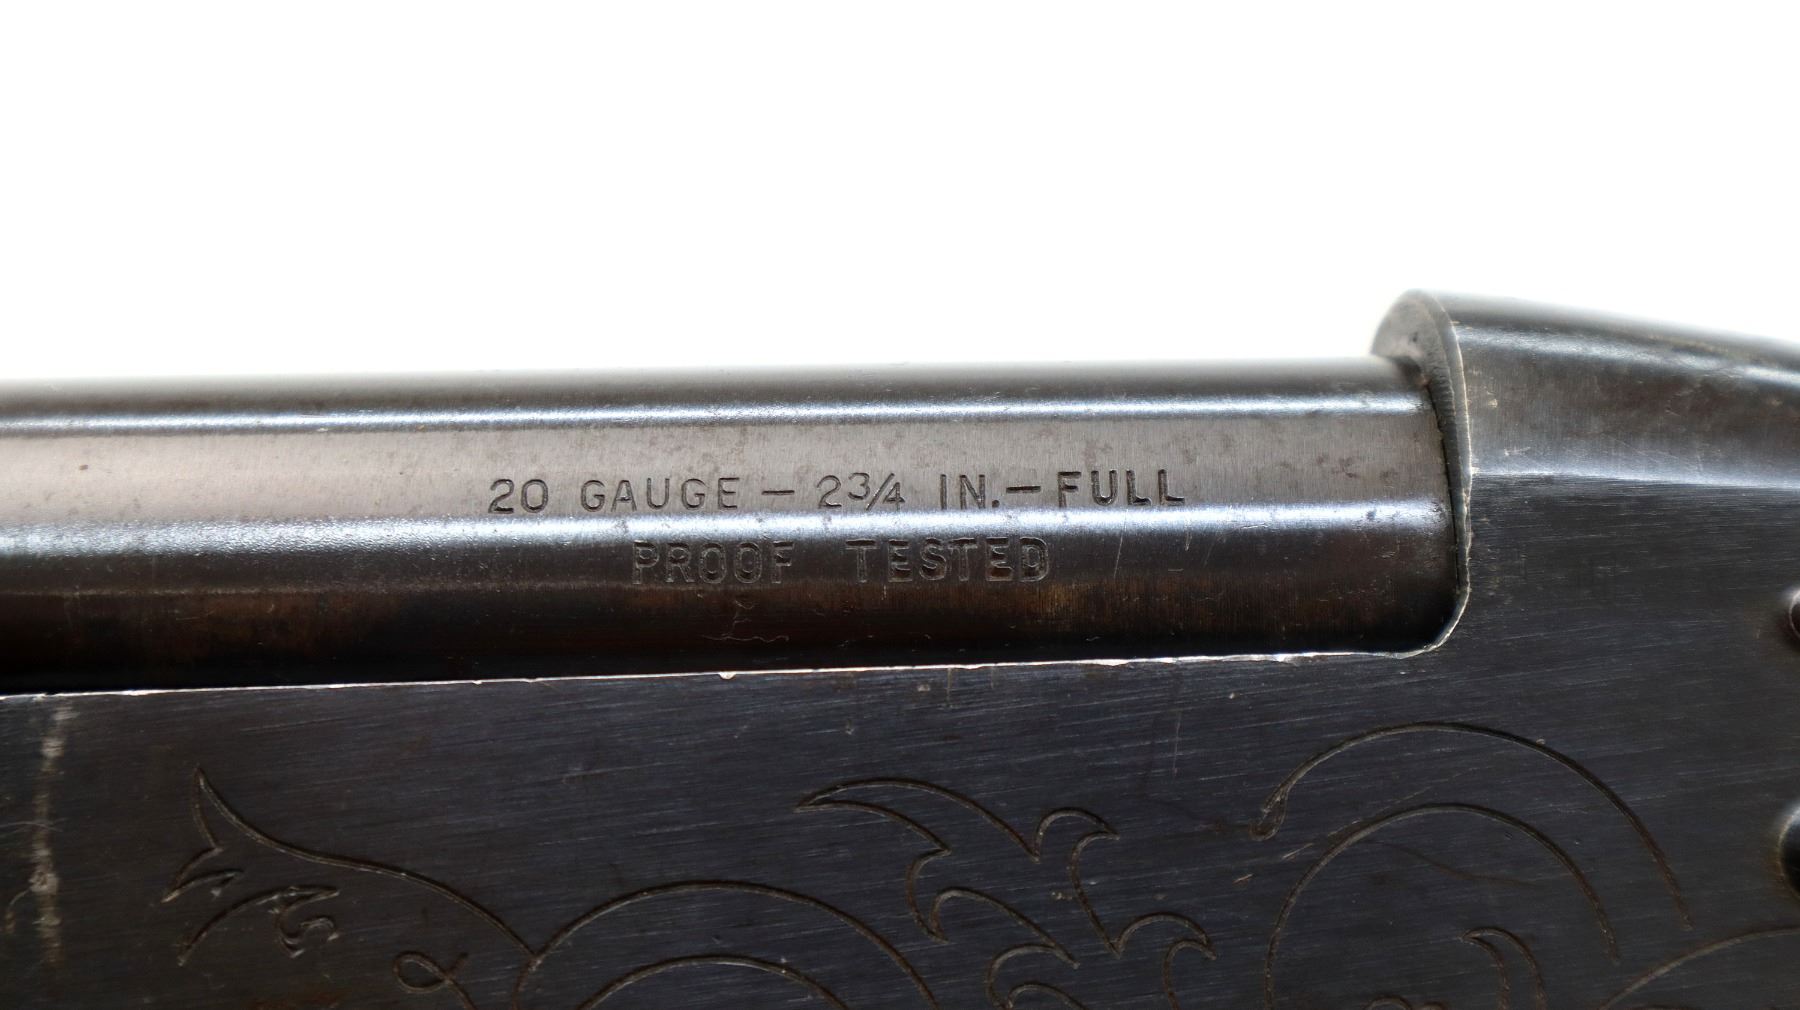 20 GAUGE – 2¾ IN.–FULL
PROOF TESTED